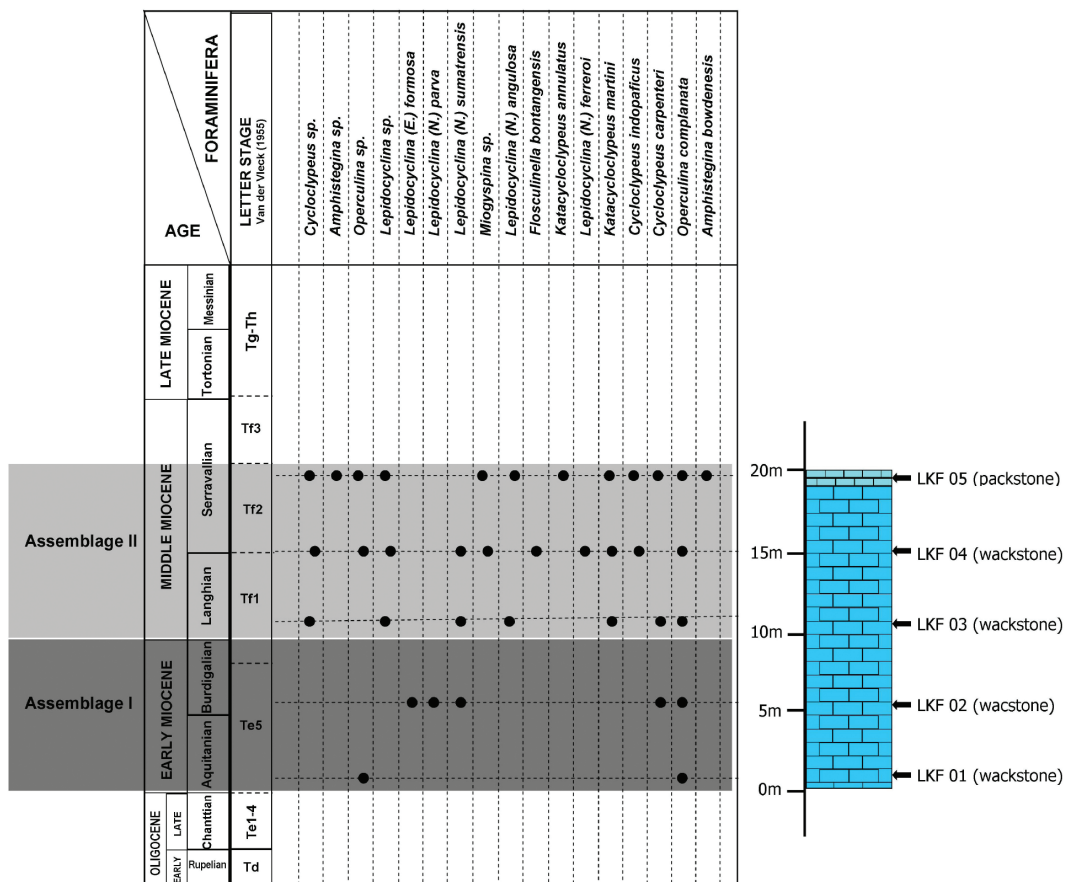 FORAMINIFERA
AGE
LETTER STAGE
Van der Vleck (1955)
Cycloclypeus sp.
Amphistegina sp.
Operculina sp.
Lepidocyclina sp.
Lepidocyclina (E.) formosa
Lepidocyclina (N.) parva
Lepidocyclina (N.) sumatrensis
Miogyspina sp.
Lepidocyclina (N.) angulosa
Flosculinella bontangensis
Katacycloclypeus annulatus
Lepidocyclina (N.) ferreroi
Katacycloclypeus martini
Cycloclypeus indopaficus
Cycloclypeus carpenteri
Operculina complanata
Amphistegina bowdenesis
LATE MIOCENE
Messinian
Tortonian
Tg-Th
MIDDLE MIOCENE
Serravallian
Langhian
Tf3
Tf2
Tf1
Assemblage II
EARLY MIOCENE
Burdigalian
Aquitanian
Te5
Assemblage I
OLIGOCENE
LATE
Chanttian
Te1-4
EARLY
Rupelian
Td
20m
15m
10m
5m
0m
LKF 05 (packstone)
LKF 04 (wackstone)
LKF 03 (wackstone)
LKF 02 (wacstone)
LKF 01 (wackstone)